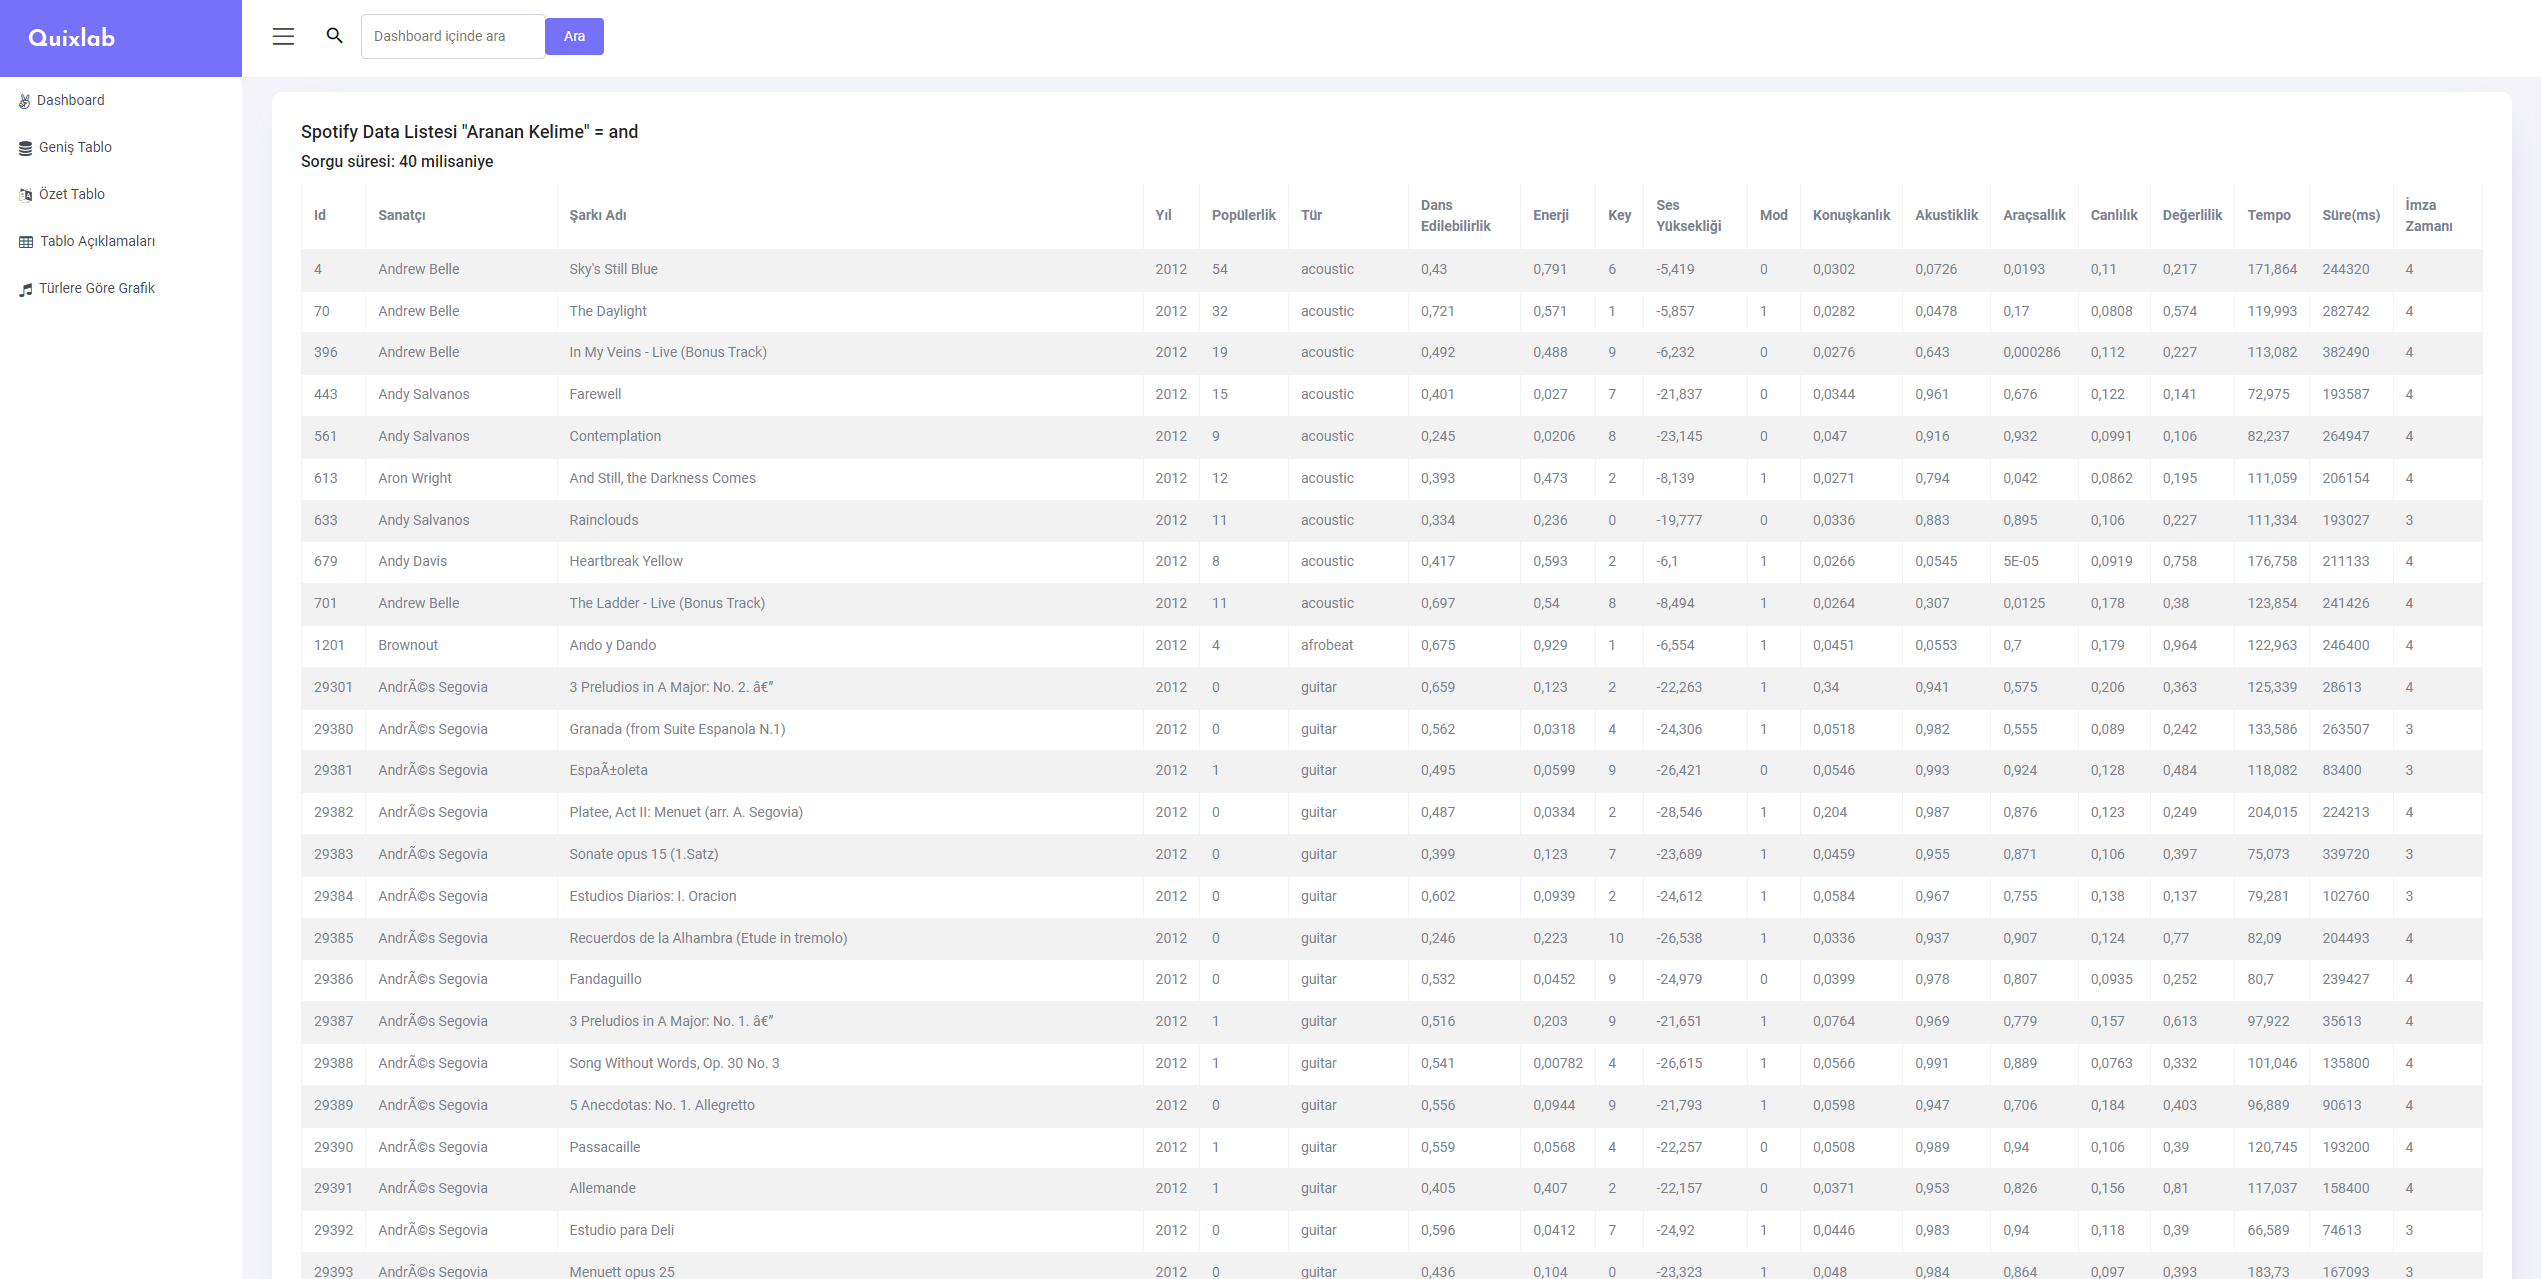 Quixlab
Dashboard içinde ara
Ara
Dashboard
Geniş Tablo
Özet Tablo
Tablo Açıklamaları
Türlere Göre Grafik
Spotify Data Listesi "Aranan Kelime" = and
Sorgu süresi: 40 milisaniye
Id Sanatçı Şarkı Adı Yıl Popülerlik Tür Dans Edilebilirlik Enerji Key Ses Yüksekliği Mod Konuşkanlık Akustiklik Araçsallık Canlılık Değerlilik Tempo Süre(ms) İmza Zamanı
4 Andrew Belle Sky's Still Blue 2012 54 acoustic 0,43 0,791 6 -5,419 0 0,0302 0,0726 0,0193 0,11 0,217 171,864 244320 4
70 Andrew Belle The Daylight 2012 32 acoustic 0,721 0,571 1 -5,857 1 0,0282 0,0478 0,17 0,0808 0,574 119,993 282742 4
396 Andrew Belle In My Veins - Live (Bonus Track) 2012 19 acoustic 0,492 0,488 9 -6,232 0 0,0276 0,643 0,000286 0,112 0,227 113,082 382490 4
443 Andy Salvanos Farewell 2012 15 acoustic 0,401 0,027 7 -21,837 0 0,0344 0,961 0,676 0,122 0,141 72,975 193587 4
561 Andy Salvanos Contemplation 2012 9 acoustic 0,245 0,0206 8 -23,145 0 0,047 0,916 0,932 0,0991 0,106 82,237 264947 4
613 Aron Wright And Still, the Darkness Comes 2012 12 acoustic 0,393 0,473 2 -8,139 1 0,0271 0,794 0,042 0,0862 0,195 111,059 206154 4
633 Andy Salvanos Rainclouds 2012 11 acoustic 0,334 0,236 0 -19,777 0 0,0336 0,883 0,895 0,106 0,227 111,334 193027 3
679 Andy Davis Heartbreak Yellow 2012 8 acoustic 0,417 0,593 2 -6,1 1 0,0266 0,0545 5E-05 0,0919 0,758 176,758 211133 4
701 Andrew Belle The Ladder - Live (Bonus Track) 2012 11 acoustic 0,697 0,54 8 -8,494 1 0,0264 0,307 0,0125 0,178 0,38 123,854 241426 4
1201 Brownout Ando y Dando 2012 4 afrobeat 0,675 0,929 1 -6,554 1 0,0451 0,0553 0,7 0,179 0,964 122,963 246400 4
29301 AndrÃ©s Segovia 3 Preludios in A Major: No. 2. â€” 2012 0 guitar 0,659 0,123 2 -22,263 1 0,34 0,941 0,575 0,206 0,363 125,339 28613 4
29380 AndrÃ©s Segovia Granada (from Suite Espanola N.1) 2012 0 guitar 0,562 0,0318 4 -24,306 1 0,0518 0,982 0,555 0,089 0,242 133,586 263507 3
29381 AndrÃ©s Segovia EspaÃ±oleta 2012 1 guitar 0,495 0,0599 9 -26,421 0 0,0546 0,993 0,924 0,128 0,484 118,082 83400 3
29382 AndrÃ©s Segovia Platee, Act II: Menuet (arr. A. Segovia) 2012 0 guitar 0,487 0,0334 2 -28,546 1 0,204 0,987 0,876 0,123 0,249 204,015 224213 4
29383 AndrÃ©s Segovia Sonate opus 15 (1.Satz) 2012 0 guitar 0,399 0,123 7 -23,689 1 0,0459 0,955 0,871 0,106 0,397 75,073 339720 3
29384 AndrÃ©s Segovia Estudios Diarios: I. Oracion 2012 0 guitar 0,602 0,0939 2 -24,612 1 0,0584 0,967 0,755 0,138 0,137 79,281 102760 3
29385 AndrÃ©s Segovia Recuerdos de la Alhambra (Etude in tremolo) 2012 0 guitar 0,246 0,223 10 -26,538 1 0,0336 0,937 0,907 0,124 0,77 82,09 204493 4
29386 AndrÃ©s Segovia Fandaguillo 2012 0 guitar 0,532 0,0452 9 -24,979 0 0,0399 0,978 0,807 0,0935 0,252 80,7 239427 4
29387 AndrÃ©s Segovia 3 Preludios in A Major: No. 1. â€” 2012 1 guitar 0,516 0,203 9 -21,651 1 0,0764 0,969 0,779 0,157 0,613 97,922 35613 4
29388 AndrÃ©s Segovia Song Without Words, Op. 30 No. 3 2012 1 guitar 0,541 0,00782 4 -26,615 1 0,0566 0,991 0,889 0,0763 0,332 101,046 135800 4
29389 AndrÃ©s Segovia 5 Anecdotas: No. 1. Allegretto 2012 0 guitar 0,556 0,0944 9 -21,793 1 0,0598 0,947 0,706 0,184 0,403 96,889 90613 4
29390 AndrÃ©s Segovia Passacaille 2012 1 guitar 0,559 0,0568 4 -22,257 0 0,0508 0,989 0,94 0,106 0,39 120,745 193200 4
29391 AndrÃ©s Segovia Allemande 2012 1 guitar 0,405 0,407 2 -22,157 0 0,0371 0,953 0,826 0,156 0,81 117,037 158400 4
29392 AndrÃ©s Segovia Estudio para Deli 2012 0 guitar 0,596 0,0412 7 -24,92 1 0,0446 0,983 0,94 0,118 0,39 66,589 74613 3
29393 AndrÃ©s Segovia Menuett opus 25 2012 0 guitar 0,436 0,104 0 -23,323 1 0,048 0,984 0,864 0,097 0,393 183,73 167093 3